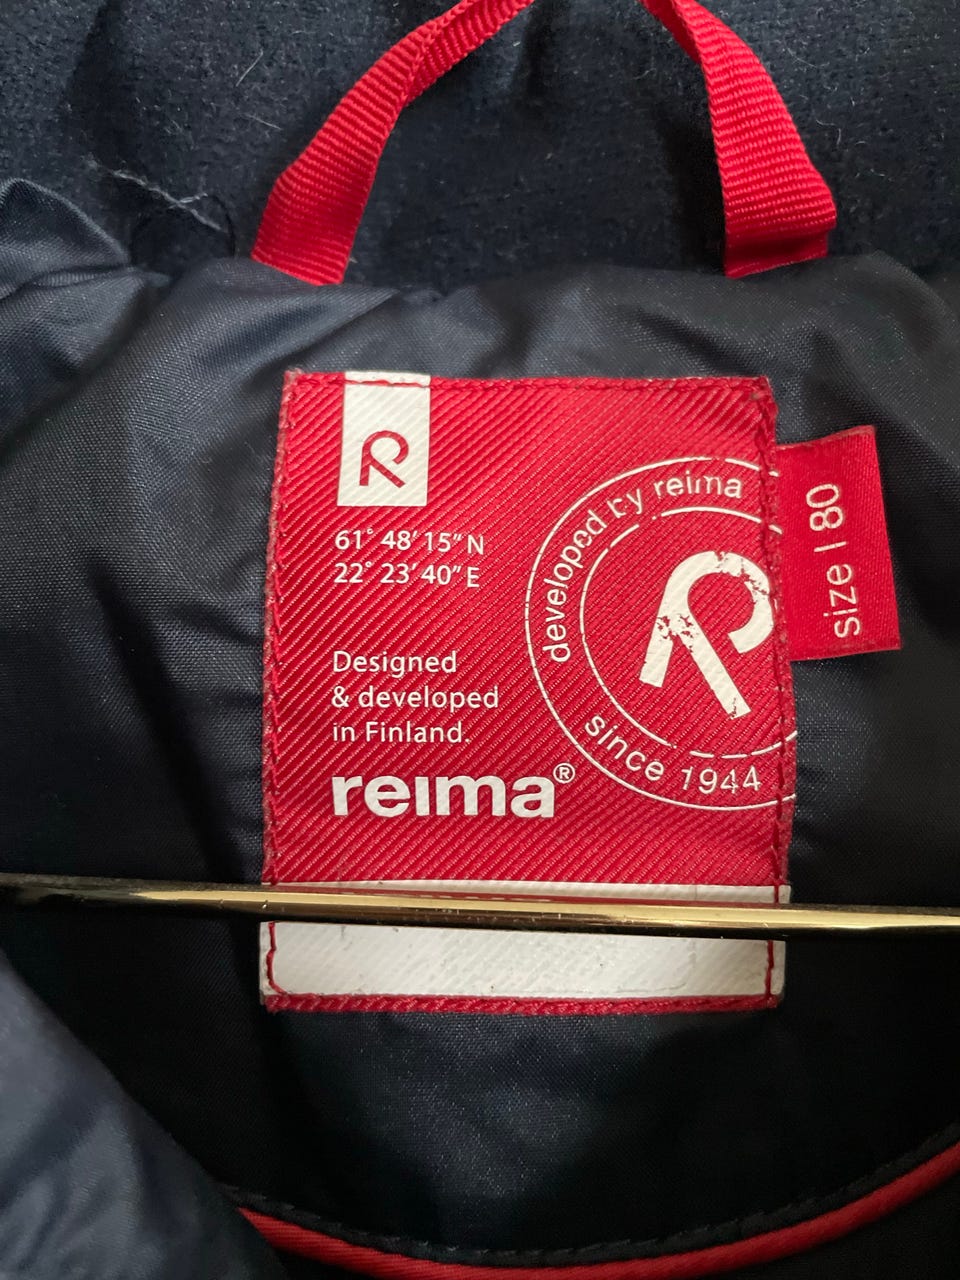 R
61° 48' 15" N
22° 23' 40" E
Designed
& developed
in Finland.
reima®
developed by reima
R
since 1944
size | 80